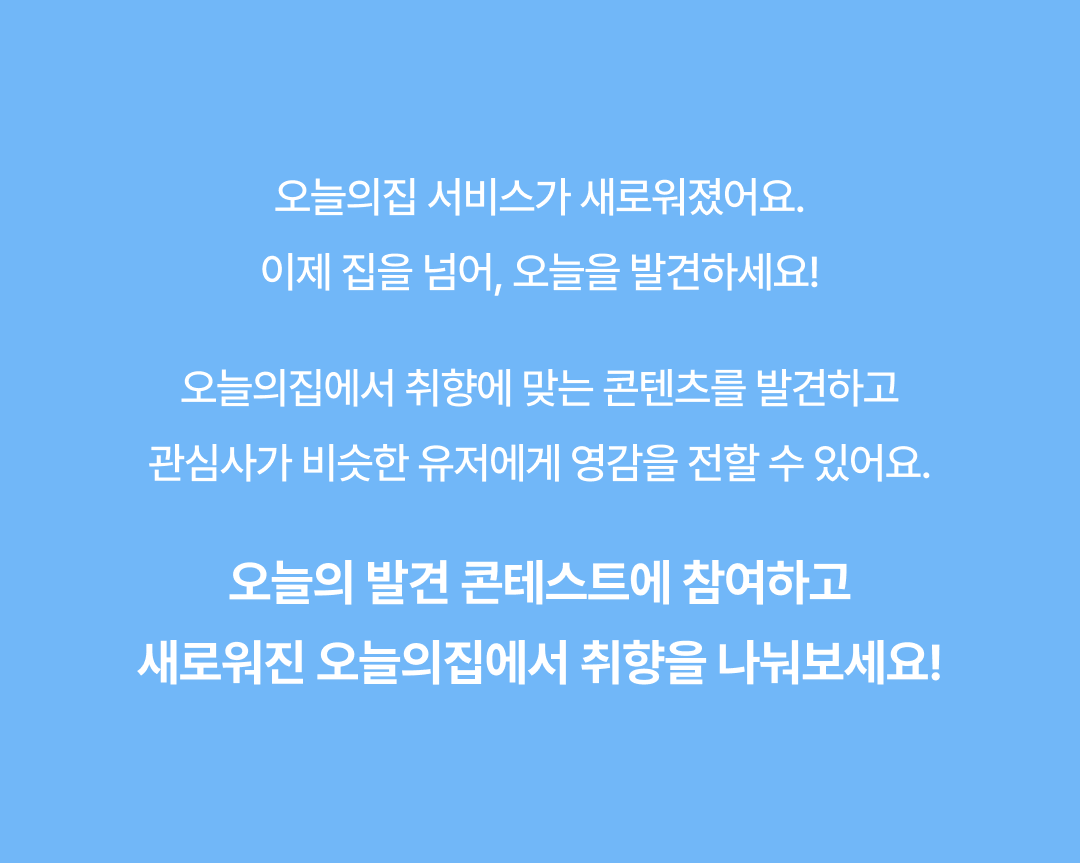 오늘의집 서비스가 새로워졌어요.
이제 집을 넘어, 오늘을 발견하세요!
오늘의집에서 취향에 맞는 콘텐츠를 발견하고
관심사가 비슷한 유저에게 영감을 전할 수 있어요.
오늘의 발견 콘테스트에 참여하고
새로워진 오늘의집에서 취향을 나눠보세요!